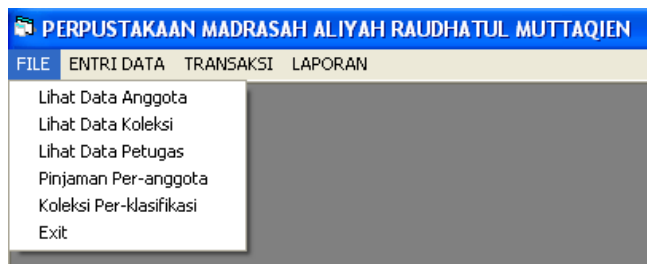 PERPUSTAKAAN MADRASAH ALIYAH RAUDHATUL MUTTAQIEN
FILE ENTRI DATA TRANSAKSI LAPORAN
Lihat Data Anggota
Lihat Data Koleksi
Lihat Data Petugas
Pinjaman Per-anggota
Koleksi Per-klasifikasi
Exit